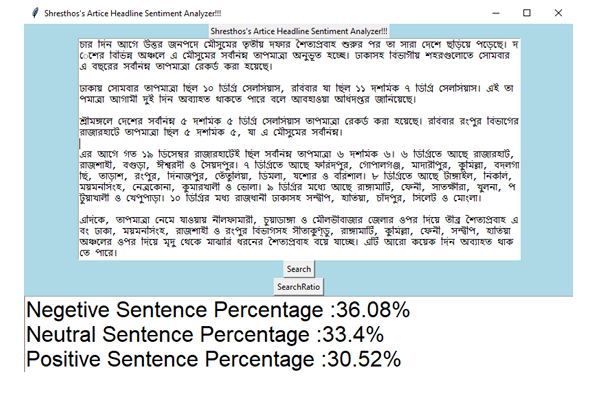 Shresthos's Artice Headline Sentiment Analyzer!!!
Shresthos's Artice Headline Sentiment Analyzer!!!
চার দিন আগে উত্তর জনপদে মৌসুমের তৃতীয় দফার শৈত্যপ্রবাহ শুরুর পর তা সারা দেশে ছড়িয়ে পড়েছে। দ
েশের বিভিন্ন অঞ্চলে এ মৌসুমের সর্বনিম্ন তাপমাত্রা অনুভূত হচ্ছে। ঢাকাসহ বিভাগীয় শহরগুলোতে সোমবার
এ বছরের সর্বনিম্ন তাপমাত্রা রেকর্ড করা হয়েছে।
ঢাকায় সোমবার তাপমাত্রা ছিল ১০ ডিগ্রি সেলসিয়াস, রবিবার যা ছিল ১১ দশমিক ৭ ডিগ্রি সেলসিয়াস। এই তা
পমাত্রা আগামী দুই দিন অব্যাহত থাকতে পারে বলে আবহাওয়া অধিদপ্তর জানিয়েছে।
শ্রীমঙ্গলে দেশের সর্বনিম্ন ৫ দশমিক ৫ ডিগ্রি সেলসিয়াস তাপমাত্রা রেকর্ড করা হয়েছে। রবিবার রংপুর বিভাগের
রাজারহাটে তাপমাত্রা ছিল ৫ দশমিক ৫, যা এ মৌসুমের সর্বনিম্ন।
এর আগে গত ১৯ ডিসেম্বর রাজারহাটেই ছিল সর্বনিম্ন তাপমাত্রা ৬ দশমিক ৬। ৬ ডিগ্রিতে আছে রাজারহাট,
রাজশাহী, বগুড়া, ঈশ্বরদী ও সৈয়দপুর। ৭ ডিগ্রিতে আছে ফরিদপুর, গোপালগঞ্জ, মাদারীপুর, কুমিল্লা, বদলগা
ছি, তাড়াশ, রংপুর, দিনাজপুর, তেঁতুলিয়া, ডিমলা, যশোর ও বরিশাল। ৮ ডিগ্রিতে আছে টাঙ্গাইল, নিকলি,
ময়মনসিংহ, নেত্রকোনা, কুমারখালী ও ভোলা। ৯ ডিগ্রির মধ্যে আছে রাঙ্গামাটি, ফেনী, সাতক্ষীরা, খুলনা, প
টুয়াখালী ও খেপুপাড়া। ১০ ডিগ্রির মধ্য রাজধানী ঢাকাসহ সন্দ্বীপ, হাতিয়া, চাঁদপুর, সিলেট ও মোংলা।
এদিকে, তাপমাত্রা নেমে যাওয়ায় নীলফামারী, চুয়াডাঙ্গা ও মৌলভীবাজার জেলার ওপর দিয়ে তীব্র শৈত্যপ্রবাহ এ
বং ঢাকা, ময়মনসিংহ, রাজশাহী ও রংপুর বিভাগসহ সীতাকুণ্ডু, রাঙ্গামাটি, কুমিল্লা, ফেনী, সন্দ্বীপ, হাতিয়া
অঞ্চলের ওপর দিয়ে মৃদু থেকে মাঝারি ধরনের শৈত্যপ্রবাহ বয়ে যাচ্ছে। এটি আরো কয়েক দিন অব্যাহত থাক
তে পারে।
Search
SearchRatio
Negetive Sentence Percentage :36.08%
Neutral Sentence Percentage :33.4%
Positive Sentence Percentage :30.52%